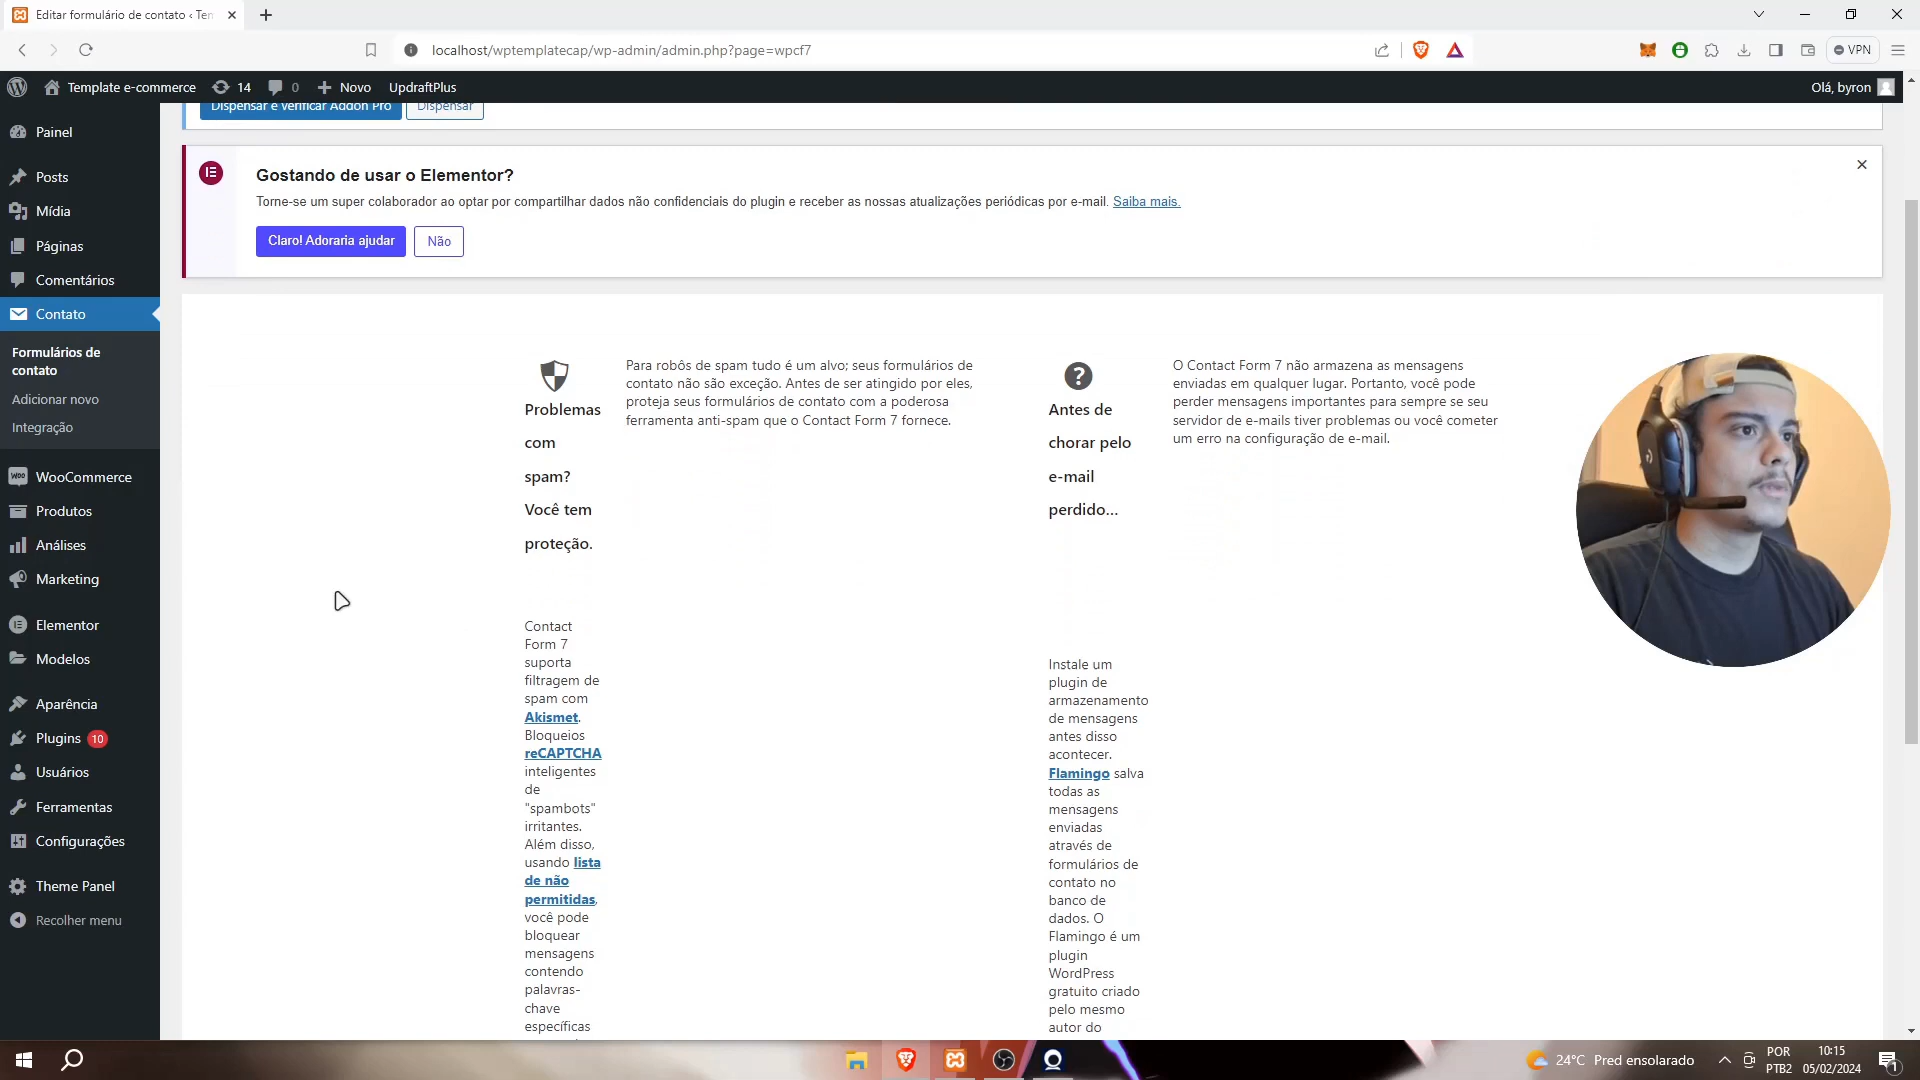 Editar formulário de contato ‹ Tem
localhost/wptemplatecap/wp-admin/admin.php?page=wpcf7
VPN
Template e-commerce
14
0
Novo
UpdraftPlus
Olá, byron
Dispensar e verificar Addon Pro
Dispensar
Painel
Posts
Mídia
Páginas
Comentários
Contato
Formulários de
contato
Adicionar novo
Integração
WooCommerce
Produtos
Análises
Marketing
Elementor
Modelos
Aparência
Plugins 10
Usuários
Ferramentas
Configurações
Theme Panel
Recolher menu
Gostando de usar o Elementor?
Torne-se um super colaborador ao optar por compartilhar dados não confidenciais do plugin e receber as nossas atualizações periódicas por e-mail. Saiba mais.
Claro! Adoraria ajudar
Não
Problemas
com
spam?
Você tem
proteção.
Para robôs de spam tudo é um alvo; seus formulários de
contato não são exceção. Antes de ser atingido por eles,
proteja seus formulários de contato com a poderosa
ferramenta anti-spam que o Contact Form 7 fornece.
Contact
Form 7
suporta
filtragem de
spam com
Akismet.
Bloqueios
reCAPTCHA
inteligentes
de
"spambots"
irritantes.
Além disso,
usando lista
de não
permitidas,
você pode
bloquear
mensagens
contendo
palavras-
chave
específicas
Antes de
chorar pelo
e-mail
perdido...
O Contact Form 7 não armazena as mensagens
enviadas em qualquer lugar. Portanto, você pode
perder mensagens importantes para sempre se seu
servidor de e-mails tiver problemas ou você cometer
um erro na configuração de e-mail.
Instale um
plugin de
armazenamento
de mensagens
antes disso
acontecer.
Flamingo salva
todas as
mensagens
enviadas
através de
formulários de
contato no
banco de
dados. O
Flamingo é um
plugin
WordPress
gratuito criado
pelo mesmo
autor do
24°C Pred ensolarado
POR
PTB2
10:15
05/02/2024
1